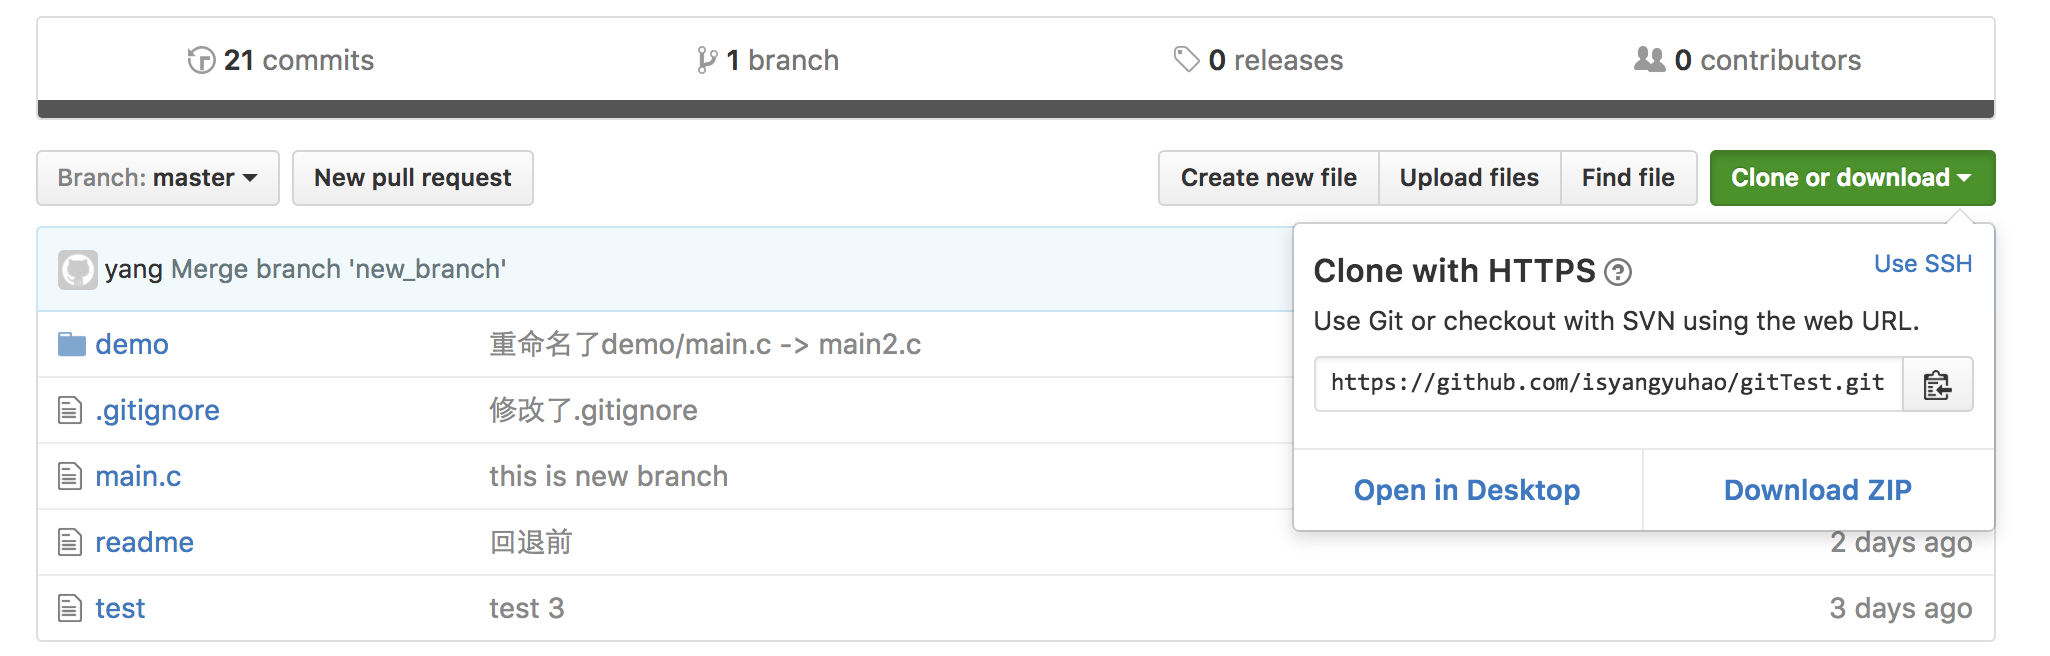 21 commits
1 branch
0 releases
0 contributors
Branch: master
New pull request
Create new file
Upload files
Find file
Clone or download
yang Merge branch 'new_branch'
Clone with HTTPS ?
Use SSH
Use Git or checkout with SVN using the web URL.
https://github.com/isyangyuhao/gitTest.git
Open in Desktop
Download ZIP
demo
重命名了demo/main.c -> main2.c
.gitignore
修改了.gitignore
main.c
this is new branch
readme
回退前
2 days ago
test
test 3
3 days ago